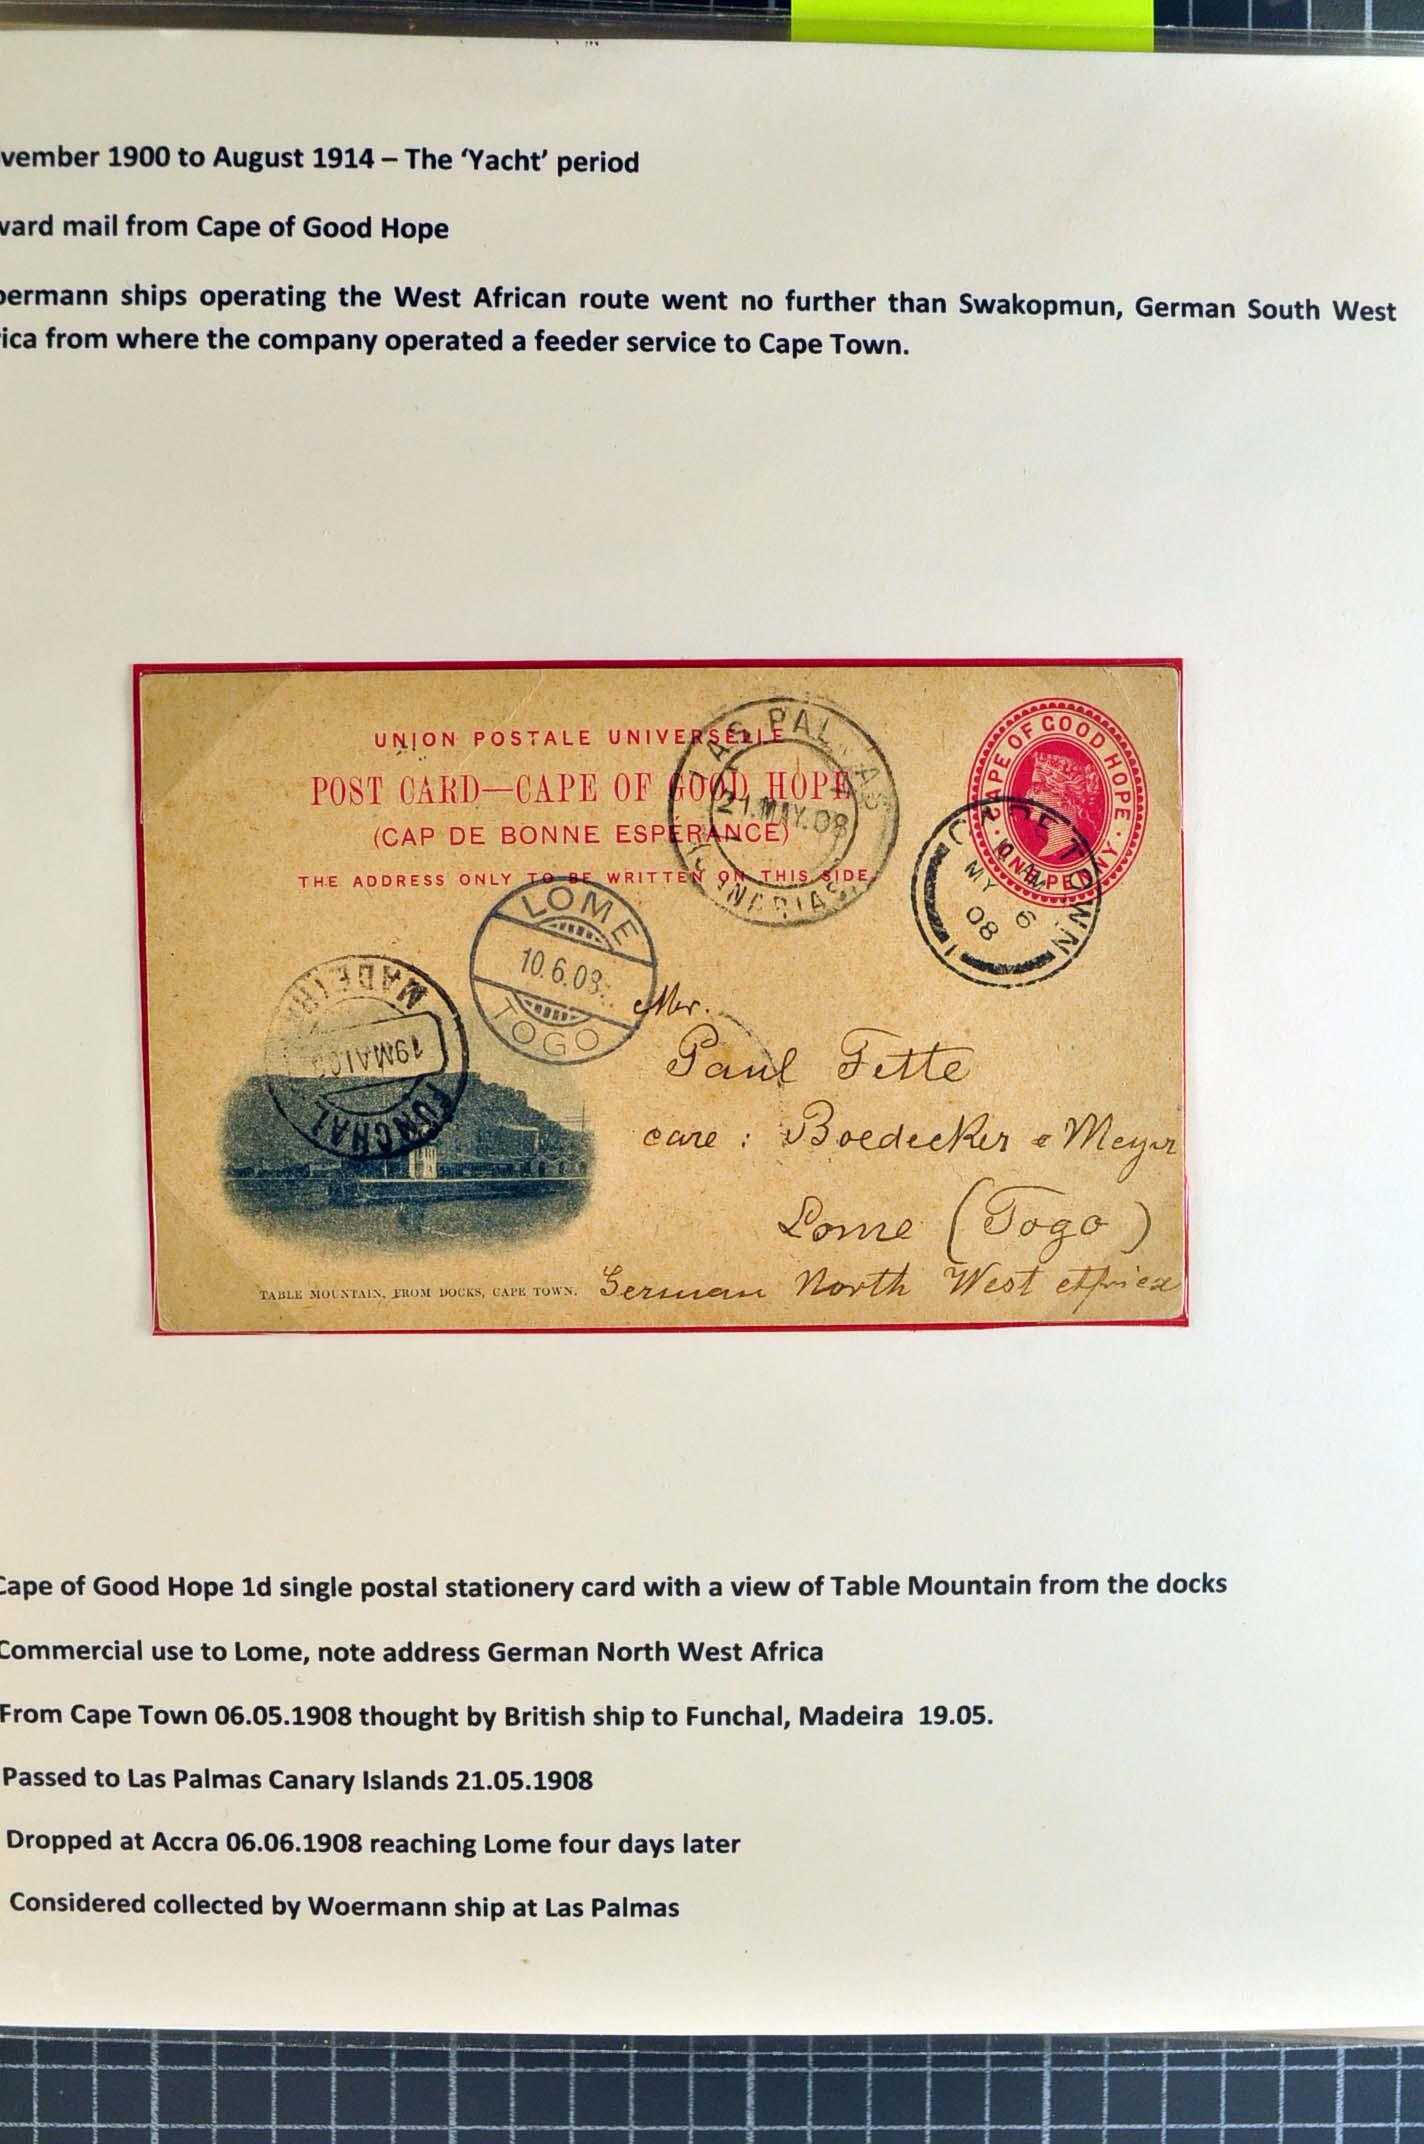 vember 1900 to August 1914 – The ‘Yacht’ period
ward mail from Cape of Good Hope
oermann ships operating the West African route went no further than Swakopmun, German South West
rica from where the company operated a feeder service to Cape Town.
UNION POSTALE UNIVERSELLE
POST CARD—CAPE OF GOOD HOPE
(CAP DE BONNE ESPÉRANCE)
THE ADDRESS ONLY TO BE WRITTEN ON THIS SIDE.
CAPE OF GOOD HOPE
ONE PENNY
LAS PALMAS
21.MAY.08
(CANARIAS)
CAPE TOWN
MY 6
08
LOME
10.6.08
TOGO
MADEIRA
19MAI08
FUNCHAL
Mr.
Paul Fette
care : Boedecker & Meyer
Lome (Togo)
German North West Africa
TABLE MOUNTAIN, FROM DOCKS, CAPE TOWN.
Cape of Good Hope 1d single postal stationery card with a view of Table Mountain from the docks
Commercial use to Lome, note address German North West Africa
From Cape Town 06.05.1908 thought by British ship to Funchal, Madeira 19.05.
Passed to Las Palmas Canary Islands 21.05.1908
Dropped at Accra 06.06.1908 reaching Lome four days later
Considered collected by Woermann ship at Las Palmas